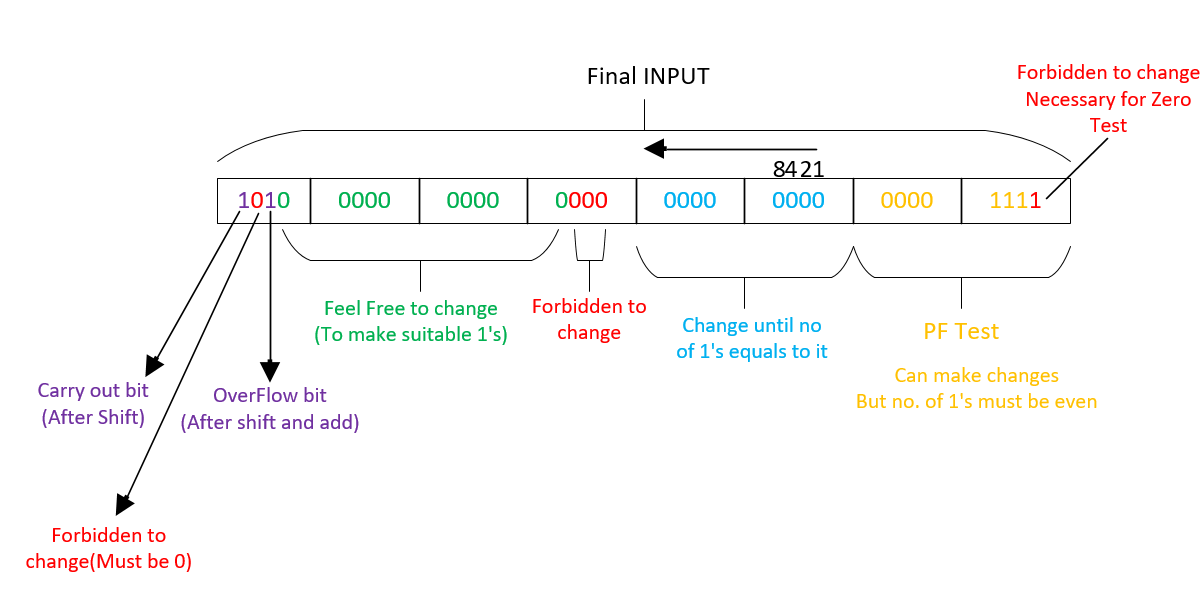 Final INPUT
Forbidden to change
Necessary for Zero
Test
8421
1010 0000 0000 0000 0000 0000 0000 1111
Feel Free to change
(To make suitable 1's)
Forbidden to
change
Change until no
of 1's equals to it
PF Test
Can make changes
But no. of 1's must be even
Carry out bit
(After Shift)
OverFlow bit
(After shift and add)
Forbidden to
change(Must be 0)